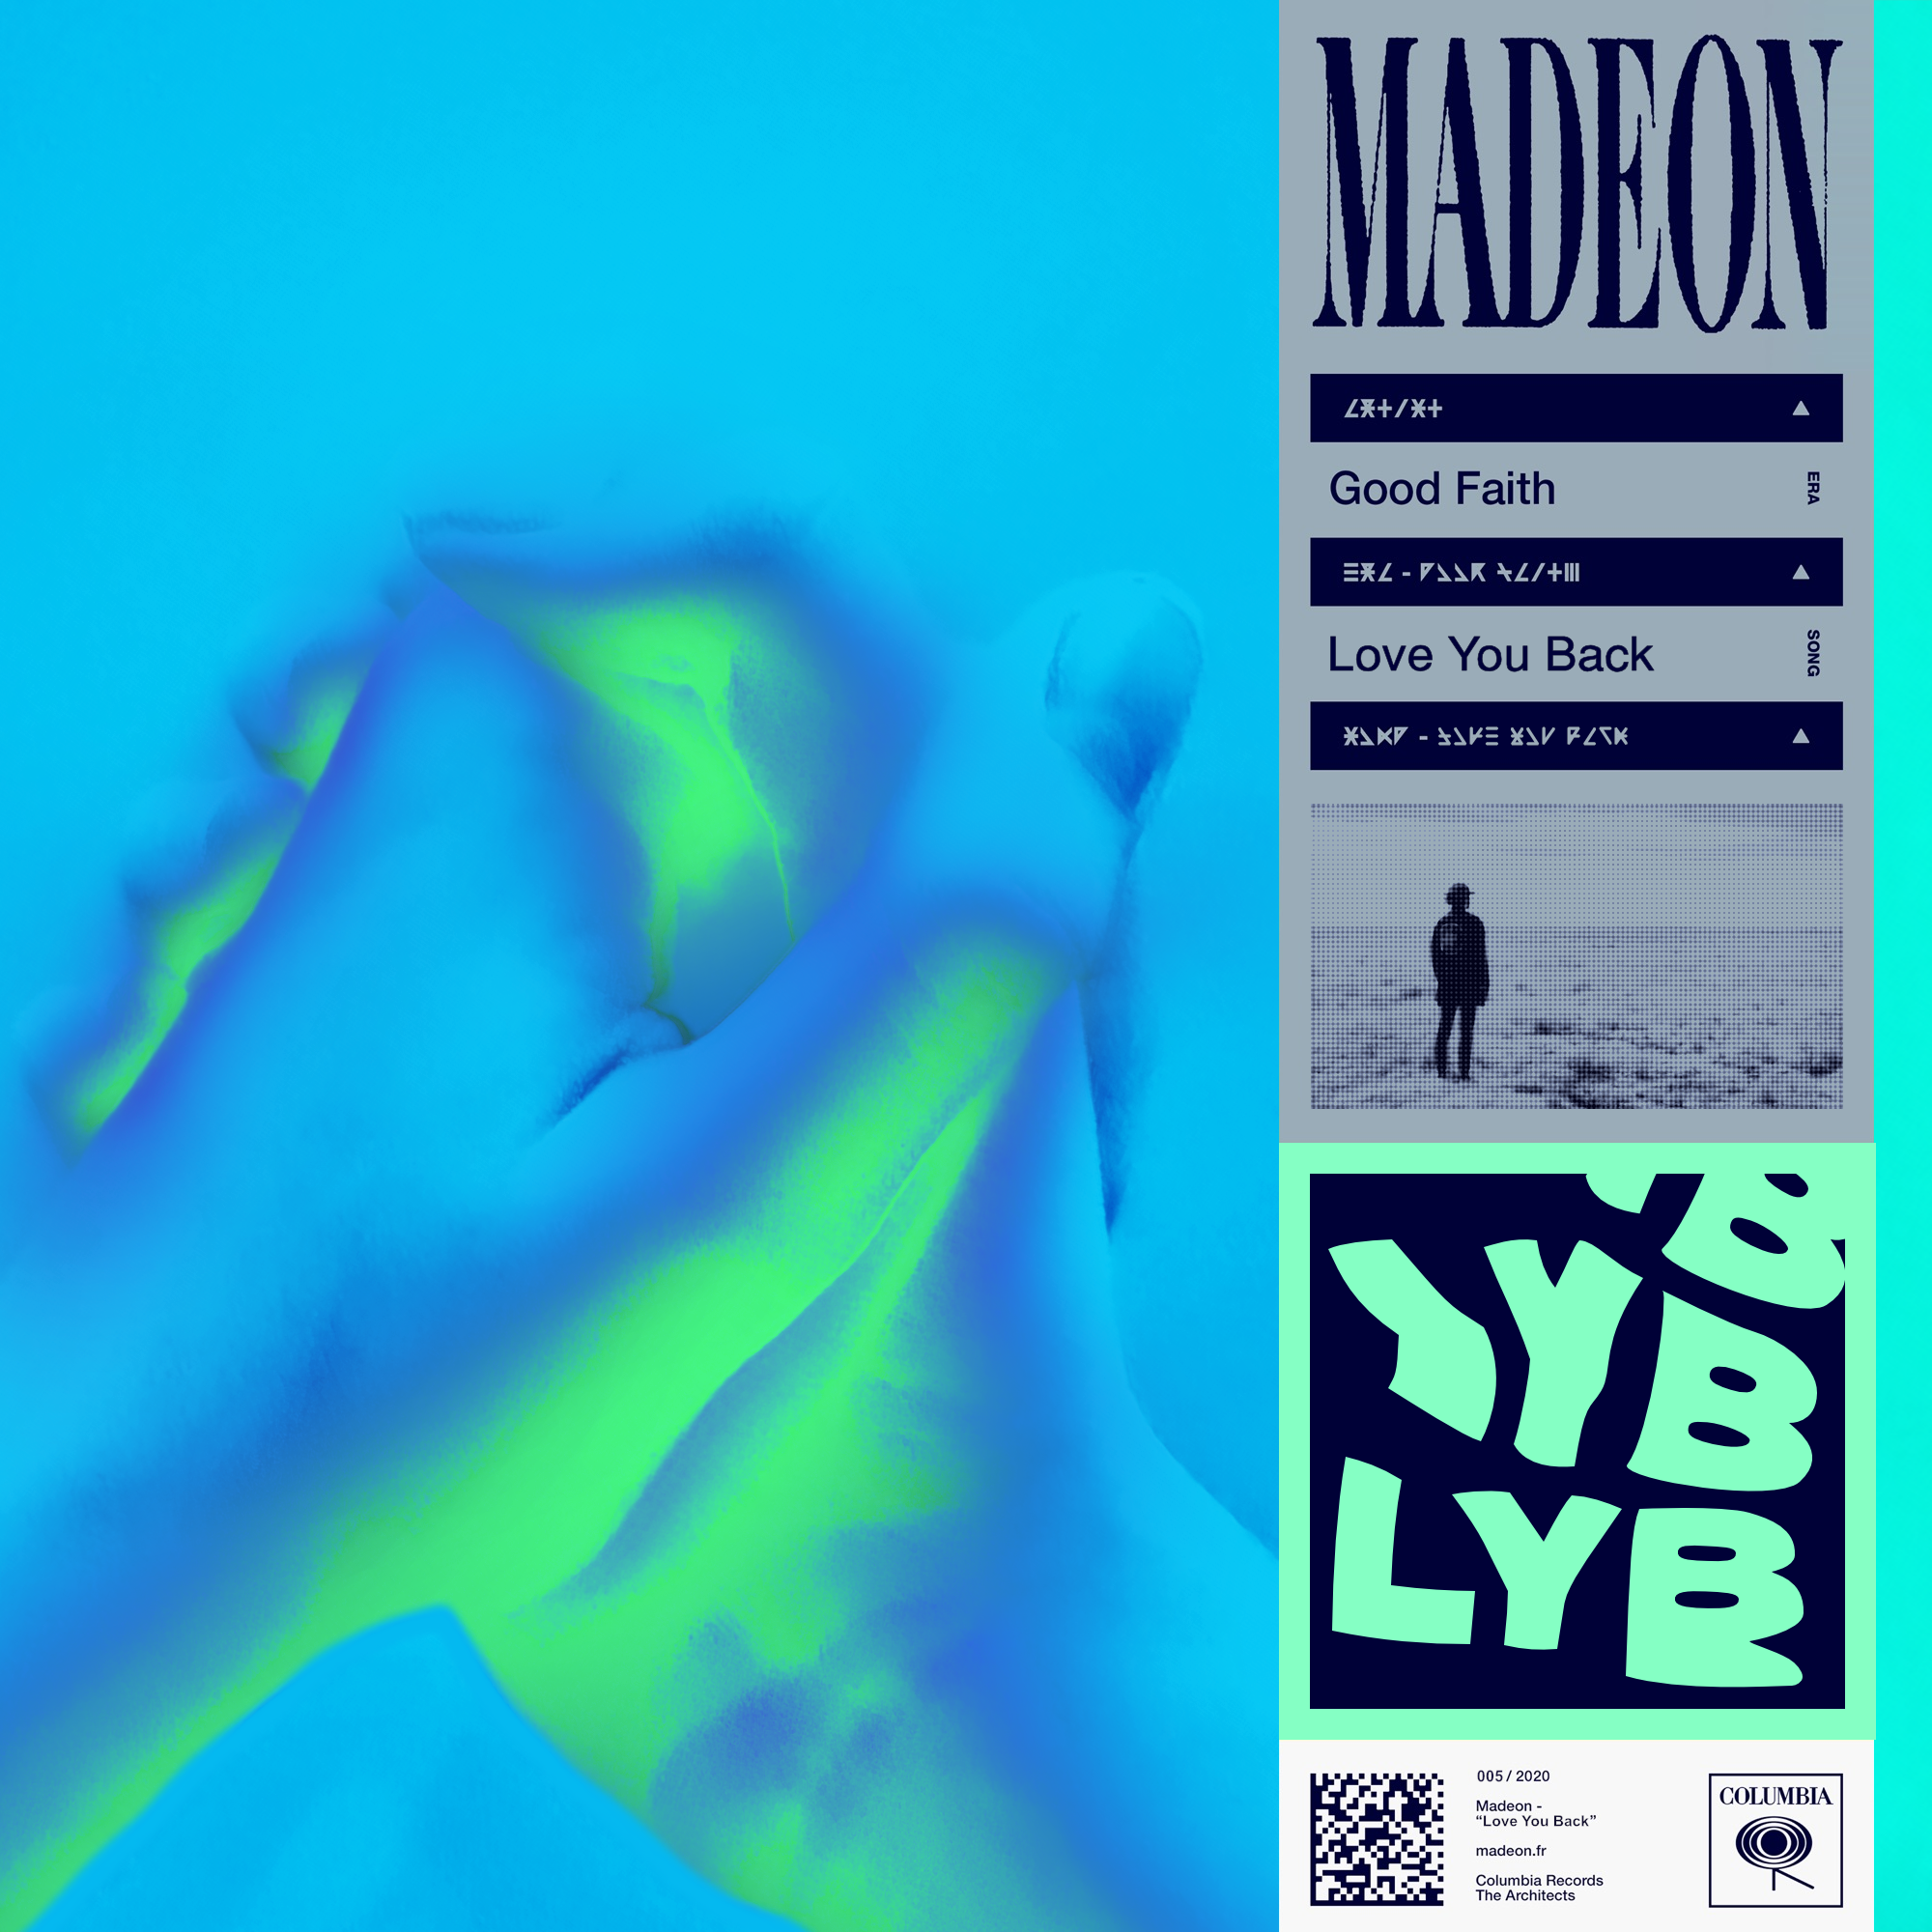 MADEON
Good Faith
ERA
Love You Back
SONG
B
LYB
LYB
005 / 2020
Madeon -
“Love You Back”
madeon.fr
Columbia Records
The Architects
COLUMBIA